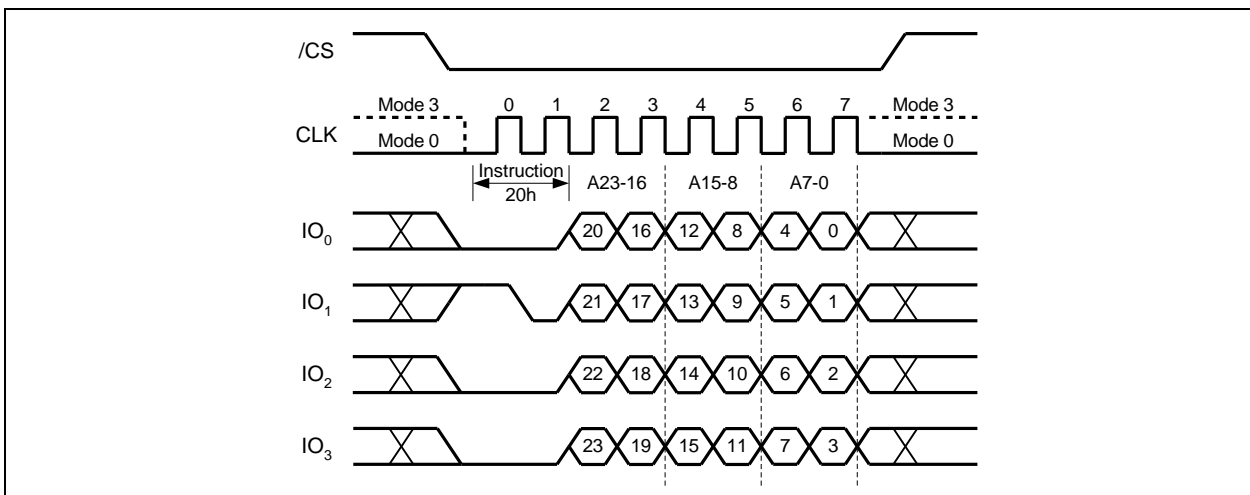 /CS
Mode 3 0 1 2 3 4 5 6 7 Mode 3
CLK
Mode 0 Mode 0
Instruction
20h
A23-16 A15-8 A7-0
IO0 20 16 12 8 4 0
IO1 21 17 13 9 5 1
IO2 22 18 14 10 6 2
IO3 23 19 15 11 7 3